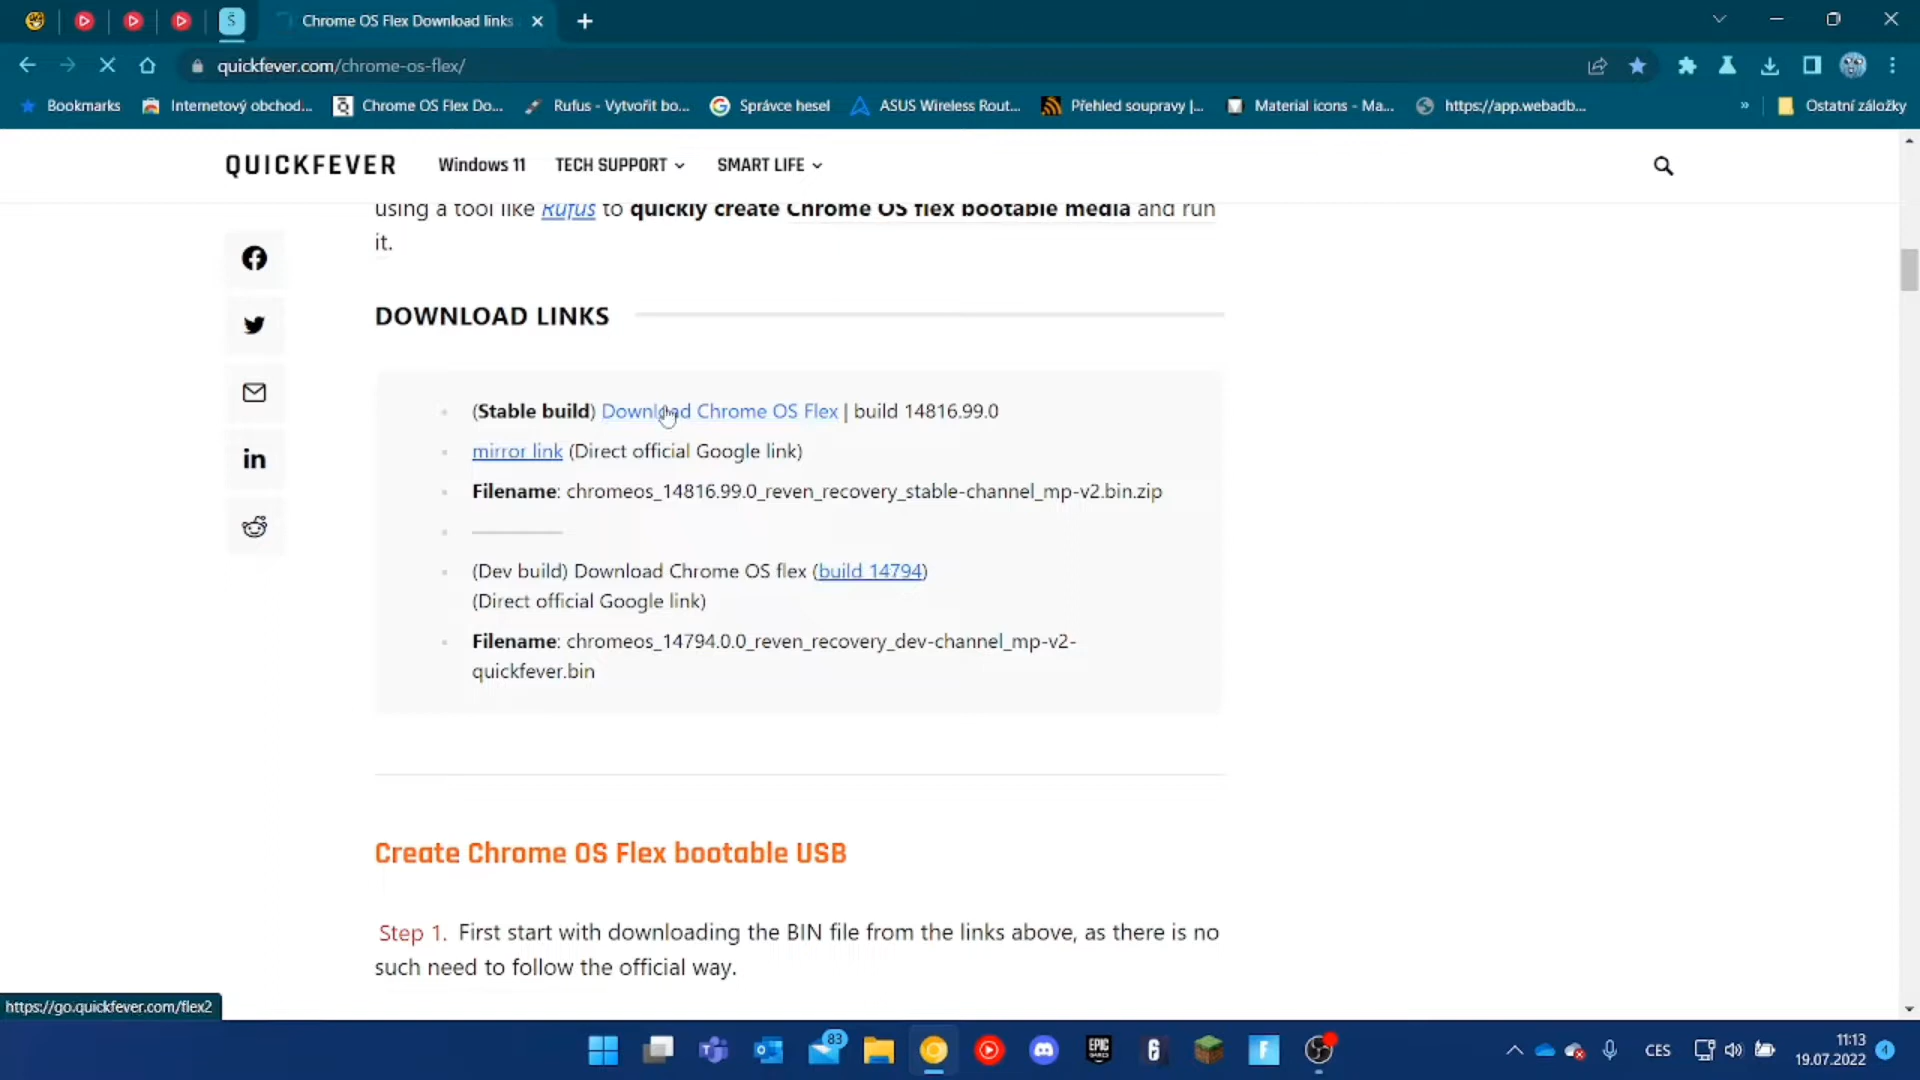 Chrome OS Flex Download links
quickfever.com/chrome-os-flex/
Bookmarks
Internetový obchod...
Chrome OS Flex Do...
Rufus - Vytvořit bo...
Správce hesel
ASUS Wireless Rout...
Přehled soupravy |...
Material icons - Ma...
https://app.webadb...
»
Ostatní záložky
QUICKFEVER
Windows 11
TECH SUPPORT
SMART LIFE
using a tool like Rufus to quickly create Chrome OS flex bootable media and run
it.
DOWNLOAD LINKS
(Stable build) Download Chrome OS Flex | build 14816.99.0
mirror link (Direct official Google link)
Filename: chromeos_14816.99.0_reven_recovery_stable-channel_mp-v2.bin.zip
(Dev build) Download Chrome OS flex (build 14794)
(Direct official Google link)
Filename: chromeos_14794.0.0_reven_recovery_dev-channel_mp-v2-
quickfever.bin
Create Chrome OS Flex bootable USB
Step 1. First start with downloading the BIN file from the links above, as there is no
such need to follow the official way.
https://go.quickfever.com/flex2
83
EPIC
GAMES
CES
11:13
19.07.2022
4